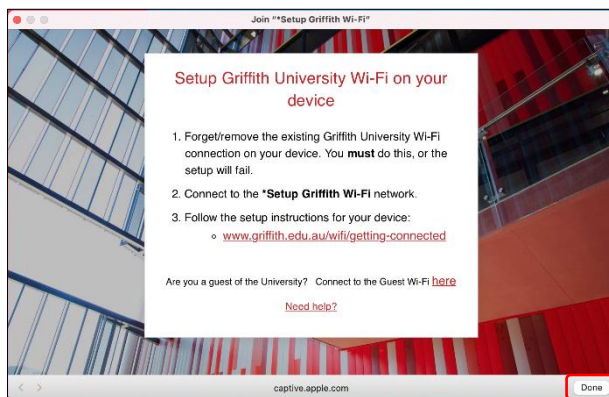 Join "*Setup Griffith Wi-Fi"
Setup Griffith University Wi-Fi on your
device
1. Forget/remove the existing Griffith University Wi-Fi
connection on your device. You must do this, or the
setup will fail.
2. Connect to the *Setup Griffith Wi-Fi network.
3. Follow the setup instructions for your device:
www.griffith.edu.au/wifi/getting-connected
Are you a guest of the University? Connect to the Guest Wi-Fi here
Need help?
captive.apple.com
Done